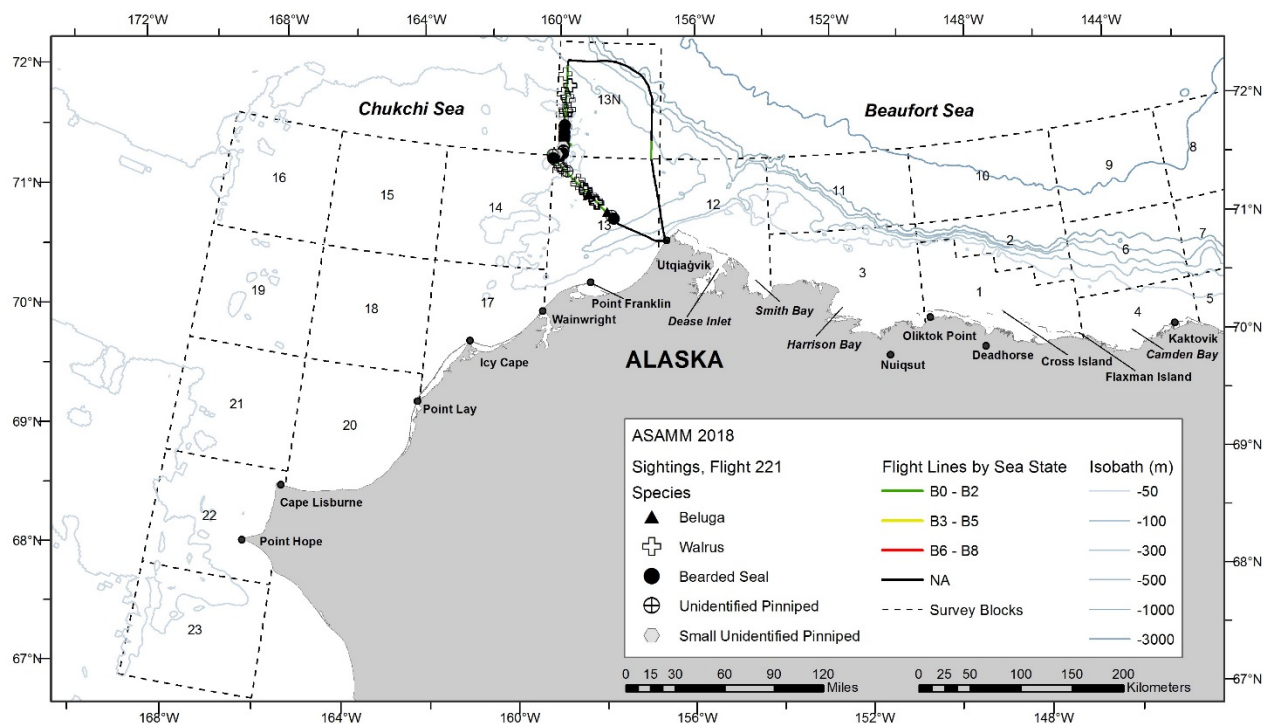 172°W 168°W 164°W 160°W 156°W 152°W 148°W 144°W
72°N 72°N
Chukchi Sea 13N Beaufort Sea
8
9
16 15 10
71°N 11 71°N
14 12
13 7
2 6
Utqiaġvik 3
19 18 17 Point Franklin 1 5
70°N Dease Inlet Smith Bay 4 70°N
Wainwright Harrison Bay Oliktok Point Kaktovik
Deadhorse Cross Island Camden Bay
Icy Cape ALASKA Nuiqsut Flaxman Island
21 20 Point Lay
69°N 69°N
Cape Lisburne
22
68°N Point Hope 68°N
23
67°N 67°N
ASAMM 2018
Sightings, Flight 221
Species
Beluga
Walrus
Bearded Seal
Unidentified Pinniped
Small Unidentified Pinniped
Flight Lines by Sea State
B0 - B2
B3 - B5
B6 - B8
NA
Survey Blocks
Isobath (m)
-50
-100
-300
-500
-1000
-3000
0 15 30 60 90 120
Miles
0 25 50 100 150 200
Kilometers
168°W 164°W 160°W 156°W 152°W 148°W